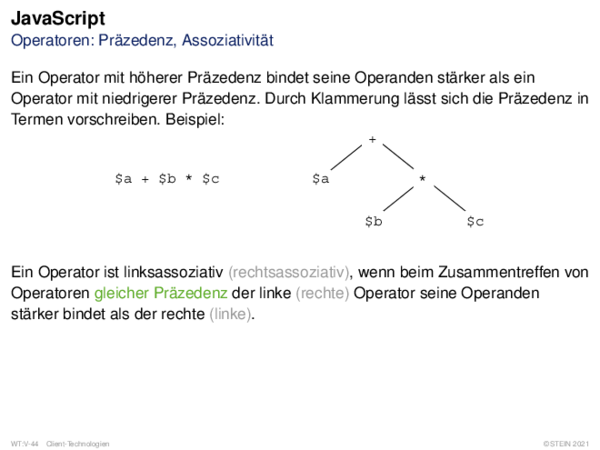 JavaScript
Operatoren: Präzedenz, Assoziativität
Ein Operator mit höherer Präzedenz bindet seine Operanden stärker als ein
Operator mit niedrigerer Präzedenz. Durch Klammerung lässt sich die Präzedenz in
Termen vorschreiben. Beispiel:
+
$a + $b * $c
$a
*
$b
$c
Ein Operator ist linksassoziativ (rechtsassoziativ), wenn beim Zusammentreffen von
Operatoren gleicher Präzedenz der linke (rechte) Operator seine Operanden
stärker bindet als der rechte (linke).
WT:V-44 Client-Technologien
©STEIN 2021